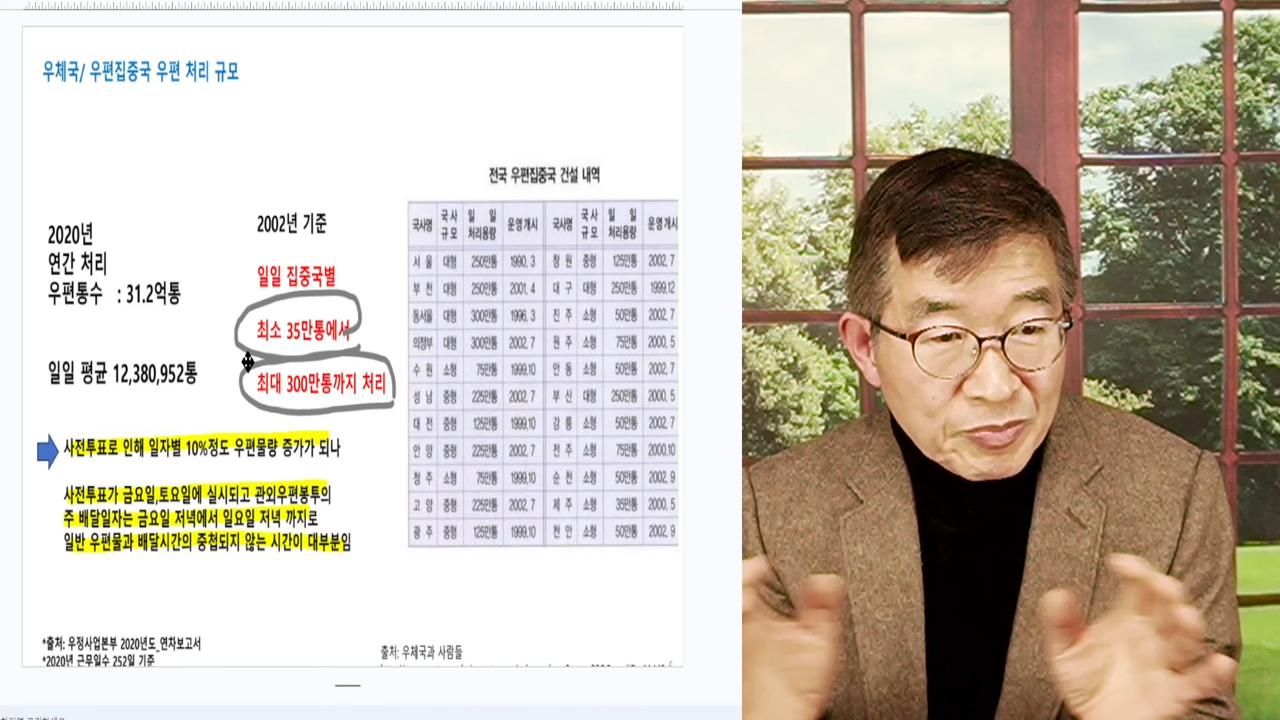 우체국/ 우편집중국 우편 처리 규모
2020년
연간 처리
우편통수 : 31.2억통
일일 평균 12,380,952통
2002년 기준
일일 집중국별
최소 35만통에서
최대 300만통까지 처리
사전투표로 인해 일자별 10%정도 우편물량 증가가 되나
사전투표가 금요일,토요일에 실시되고 관외우편봉투의
주 배달일자는 금요일 저녁에서 일요일 저녁 까지로
일반 우편물과 배달시간의 중첩되지 않는 시간이 대부분임
*출처: 우정사업본부 2020년도_연차보고서
*2020년 근무일수 252일 기준
전국 우편집중국 건설 내역
국사명 국 사 규 모 일 일 처리용량 운영개시 국사명 국 사 규 모 일 일 처리용량 운영개시
서 울 대형 250만통 1990. 3 창 원 중형 125만통 2002. 7
부 천 대형 250만통 2001. 4 대 구 대형 250만통 1999.12
동서울 대형 300만통 1996. 3 진 주 소형 50만통 2002. 7
의정부 대형 300만통 2002. 7 원 주 소형 75만통 2000. 5
수 원 소형 75만통 1999.10 안 동 소형 50만통 2002. 7
성 남 중형 225만통 2002. 7 부 산 대형 250만통 2000. 5
대 전 중형 125만통 1999.10 강 릉 소형 50만통 2002. 7
안 양 중형 225만통 2002. 7 전 주 소형 75만통 2000.10
청 주 소형 75만통 1999.10 순 천 소형 50만통 2002. 9
고 양 중형 225만통 2002. 7 제 주 소형 35만통 2000. 5
광 주 중형 125만통 1999.10 천 안 소형 50만통 2002. 9
출처: 우체국과 사람들